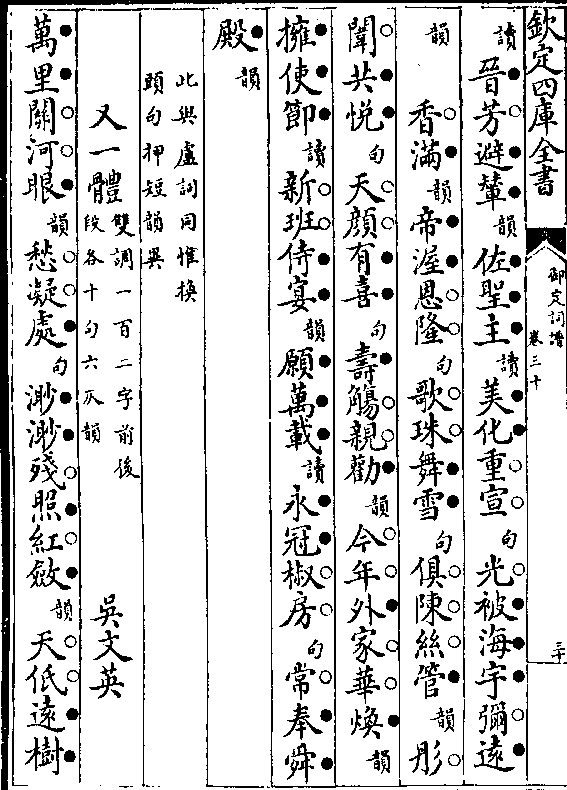 欽定四庫全書
御定詞譜
卷三十
三十
讀晉芳避輦韻佐聖主讀美化重宣句光被海宇彌遠
韻香滿韻帝渥恩隆句歌珠舞雪句俱陳絲管韻彤
闈共悦句天顔有喜句壽觴親勸韻今年外家華煥韻
擁使節讀新班侍宴韻願萬載讀永冠椒房句常奉舜
殿韻
此與盧詞同惟換
頭句押短韻異
又一體雙調一百二字前後
段各十句六仄韻
吳文英
萬里關河眼韻愁凝處句渺渺殘照紅斂韻天低遠樹